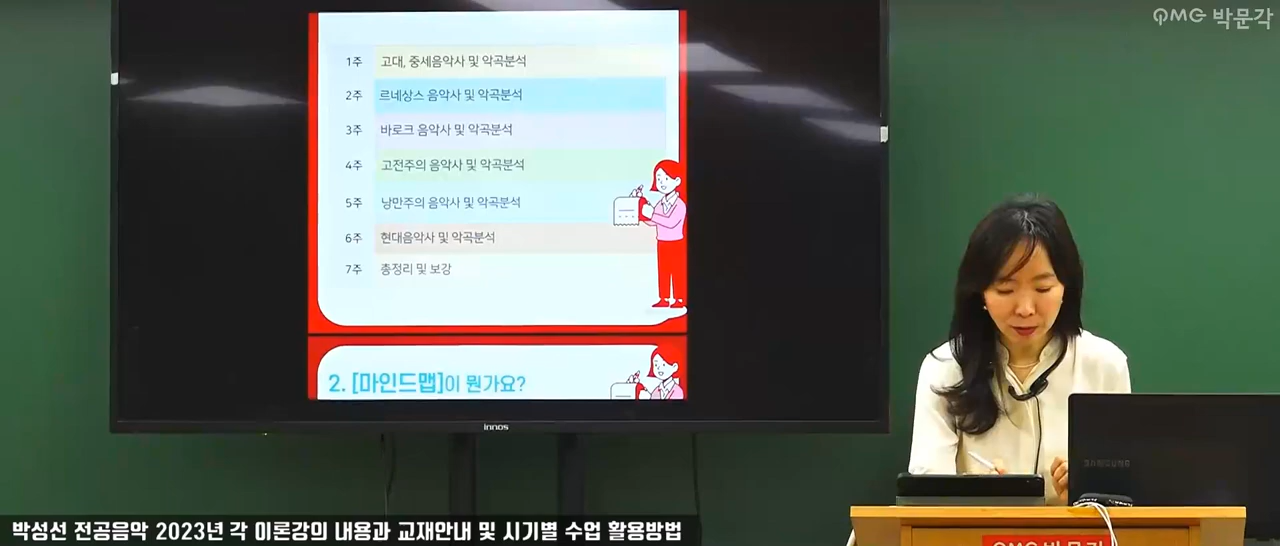 PMG 박문각
1주 고대, 중세음악사 및 악곡분석
2주 르네상스 음악사 및 악곡분석
3주 바로크 음악사 및 악곡분석
4주 고전주의 음악사 및 악곡분석
5주 낭만주의 음악사 및 악곡분석
6주 현대음악사 및 악곡분석
7주 총정리 및 보강
2. [마인드맵]이 뭔가요?
innos
박성선 전공음악 2023년 각 이론강의 내용과 교재안내 및 시기별 수업 활용방법
PMG 박문각